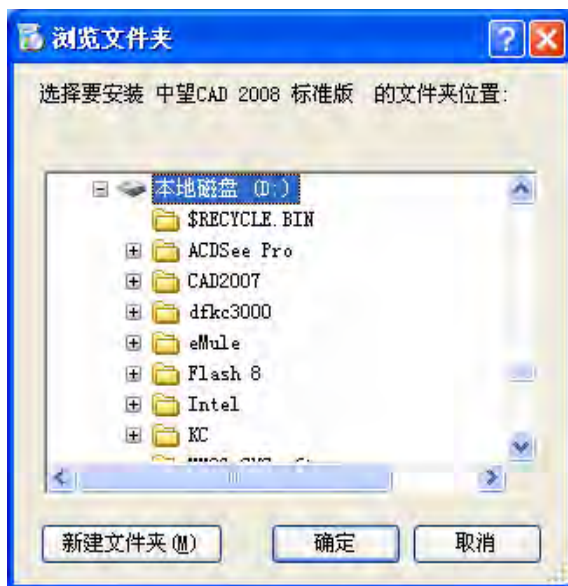 浏览文件夹
选择要安装 中望CAD 2008 标准版 的文件夹位置:
本地磁盘 (D:)
$RECYCLE.BIN
ACDSee Pro
CAD2007
dfkc3000
eMule
Flash 8
Intel
KC
新建文件夹(M) 确定 取消